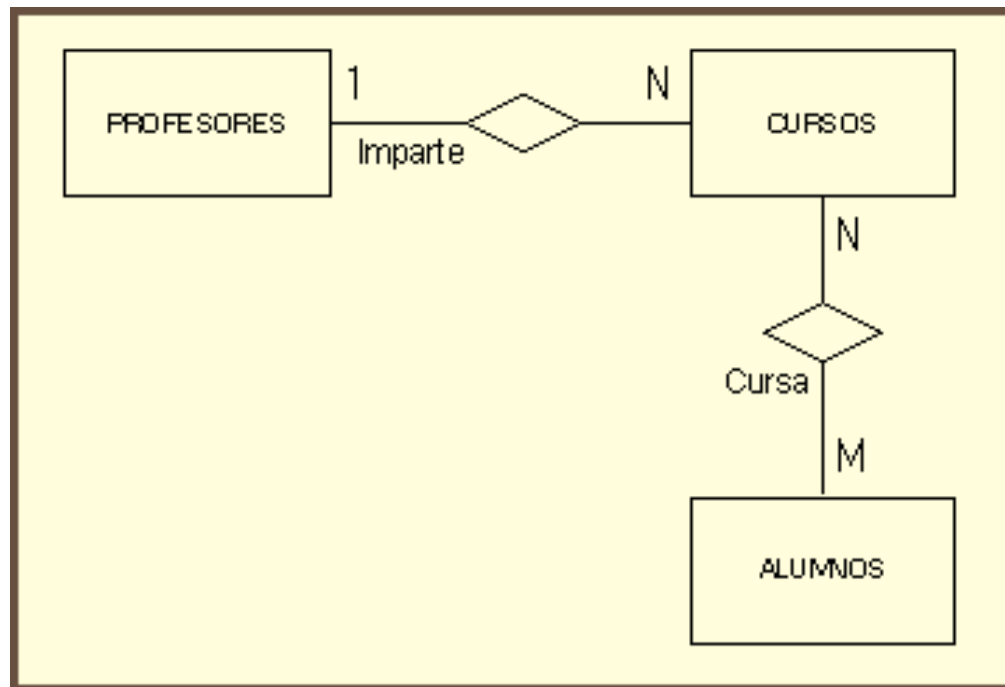 PROFESORES
1
Imparte
N
CURSOS
N
Cursa
M
ALUMNOS